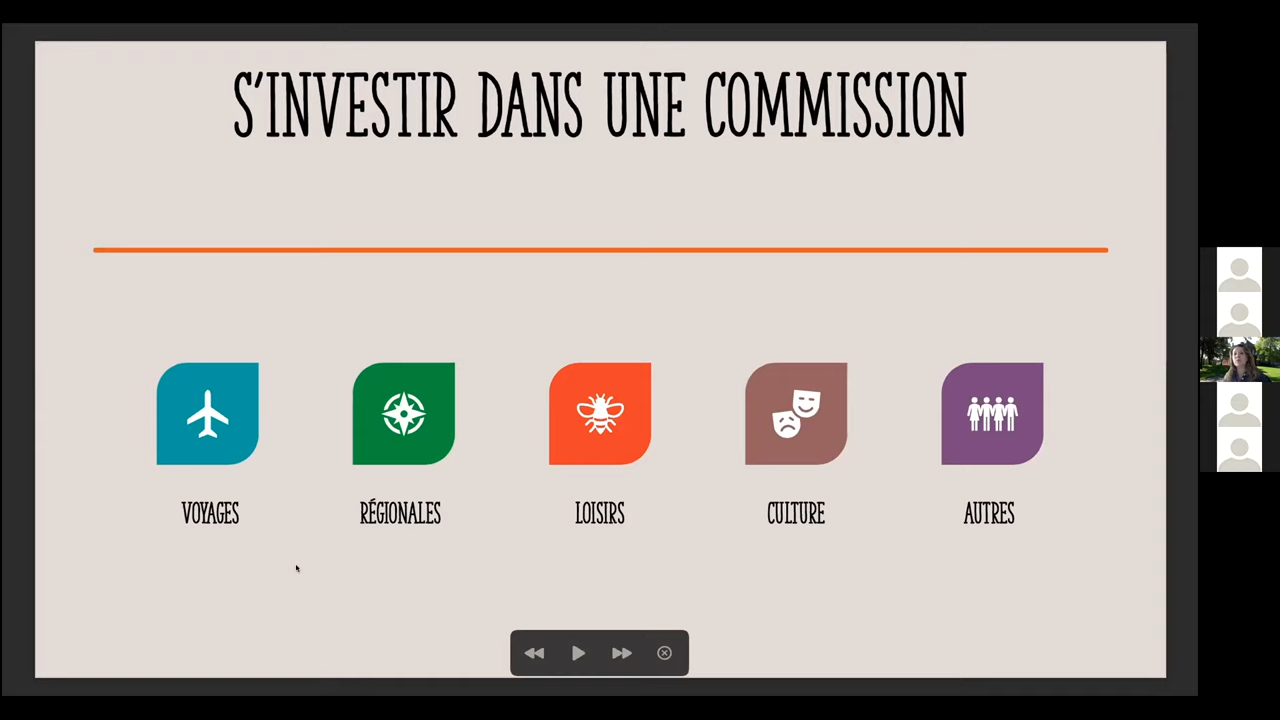 S'INVESTIR DANS UNE COMMISSION
VOYAGES
RÉGIONALES
LOISIRS
CULTURE
AUTRES